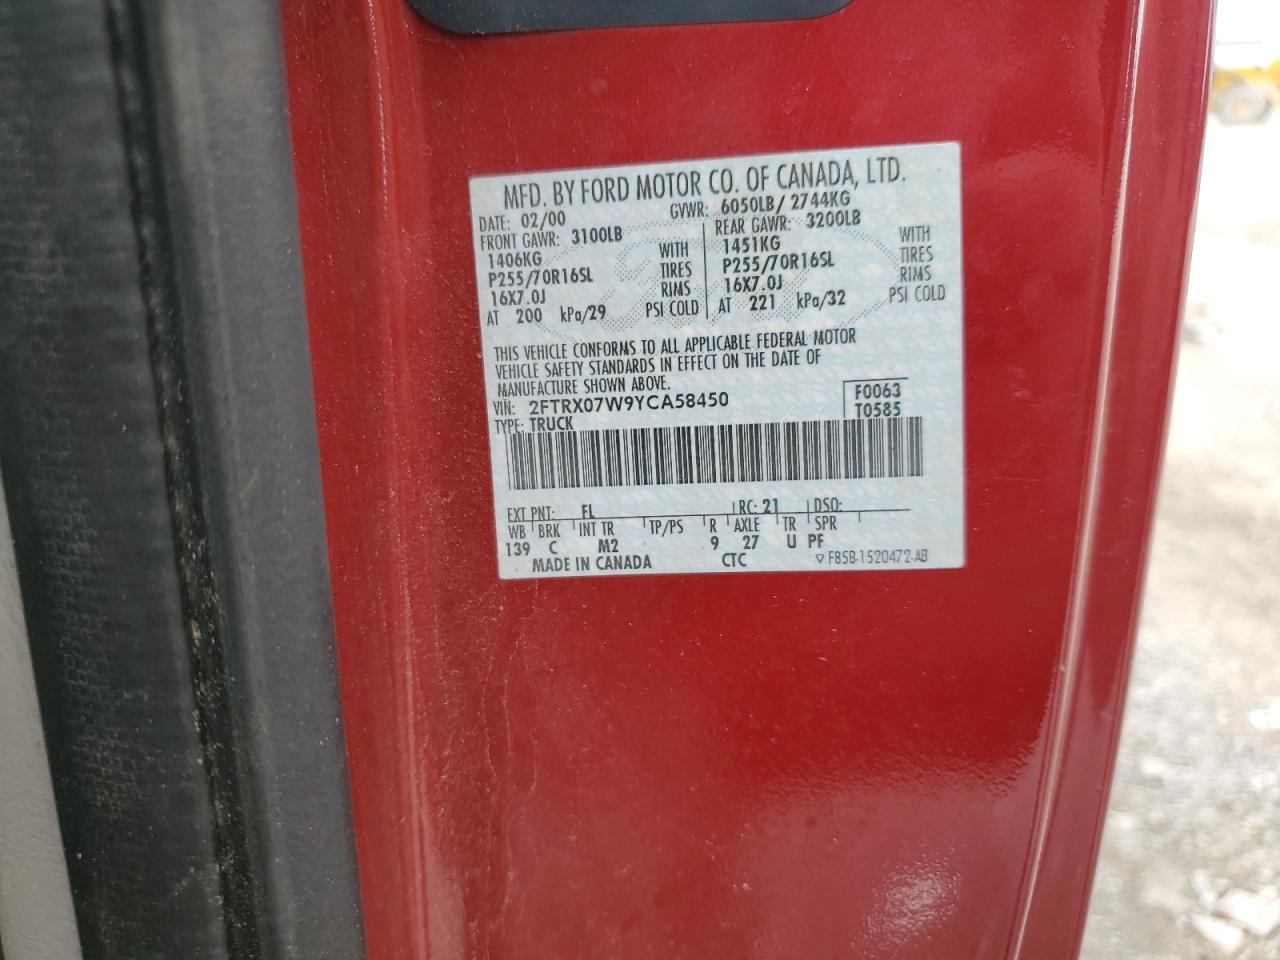 MFD. BY FORD MOTOR CO. OF CANADA, LTD.
DATE: 02/00 GVWR: 6050LB/ 2744KG
FRONT GAWR: 3100LB REAR GAWR: 3200LB
1406KG WITH 1451KG WITH
P255/70R16SL TIRES P255/70R16SL TIRES
16X7.0J RIMS 16X7.0J RIMS
AT 200 kPa/29 PSI COLD AT 221 kPa/32 PSI COLD
THIS VEHICLE CONFORMS TO ALL APPLICABLE FEDERAL MOTOR
VEHICLE SAFETY STANDARDS IN EFFECT ON THE DATE OF
MANUFACTURE SHOWN ABOVE.
VIN: 2FTRX07W9YCA58450 F0063
TYPE: TRUCK T0585
EXT PNT: FL RC: 21 DSO:
WB BRK INT TR TP/PS R AXLE TR SPR
139 C M2 9 27 U PF
MADE IN CANADA CTC ▽ F85B-1520472-AB